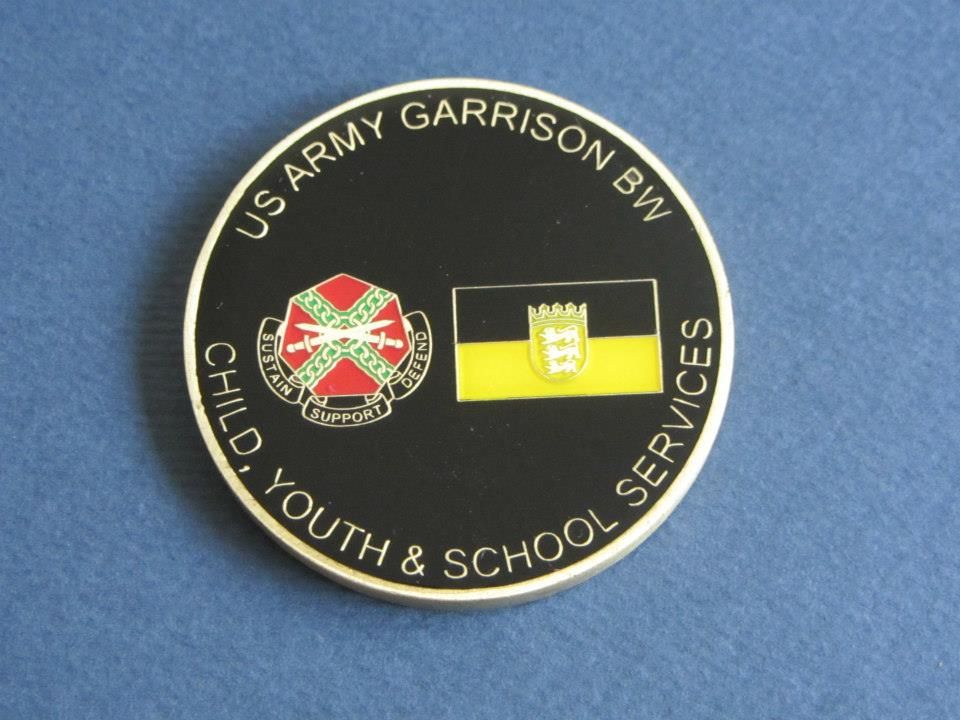 US ARMY GARRISON BW
SUSTAIN SUPPORT DEFEND
CHILD, YOUTH & SCHOOL SERVICES